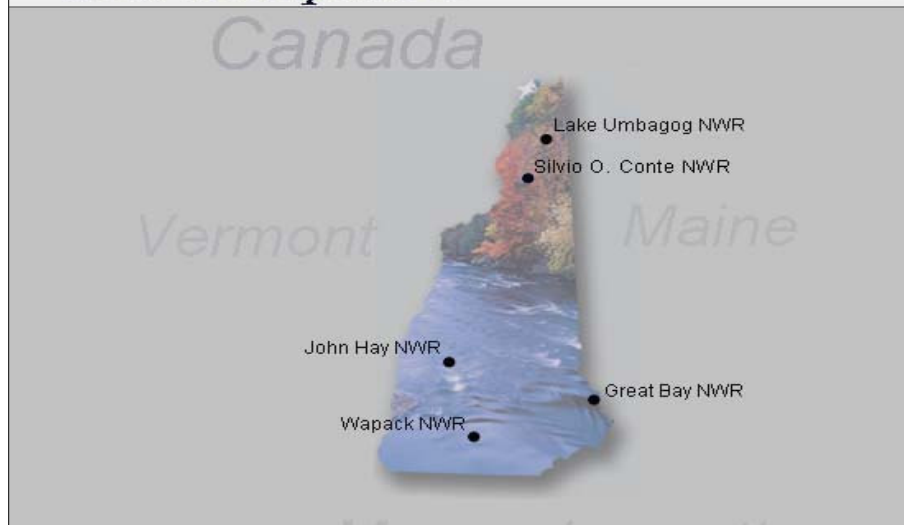 Canada
Lake Umbagog NWR
Silvio O. Conte NWR
Vermont
Maine
John Hay NWR
Great Bay NWR
Wapack NWR